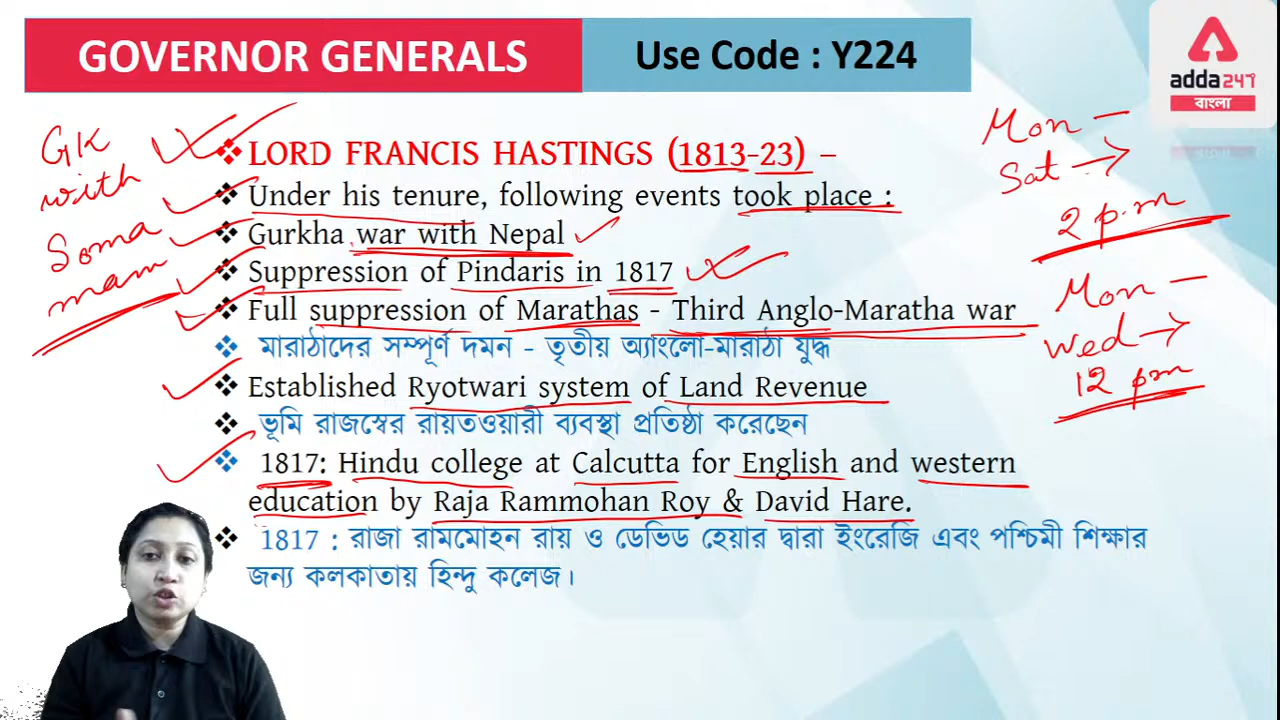 GOVERNOR GENERALS
Use Code : Y224
adda247
বাংলা
GK
with
Soma
mam
Mon –
Sat →
2 p.m
Mon –
Wed →
12 pm
❖ LORD FRANCIS HASTINGS (1813-23) –
❖ Under his tenure, following events took place :
❖ Gurkha war with Nepal
❖ Suppression of Pindaris in 1817
❖ Full suppression of Marathas - Third Anglo-Maratha war
❖ মারাঠাদের সম্পূর্ণ দমন - তৃতীয় অ্যাংলো-মারাঠা যুদ্ধ
❖ Established Ryotwari system of Land Revenue
❖ ভূমি রাজস্বের রায়তওয়ারী ব্যবস্থা প্রতিষ্ঠা করেছেন
❖ 1817: Hindu college at Calcutta for English and western
education by Raja Rammohan Roy & David Hare.
❖ 1817 : রাজা রামমোহন রায় ও ডেভিড হেয়ার দ্বারা ইংরেজি এবং পশ্চিমী শিক্ষার
জন্য কলকাতায় হিন্দু কলেজ।